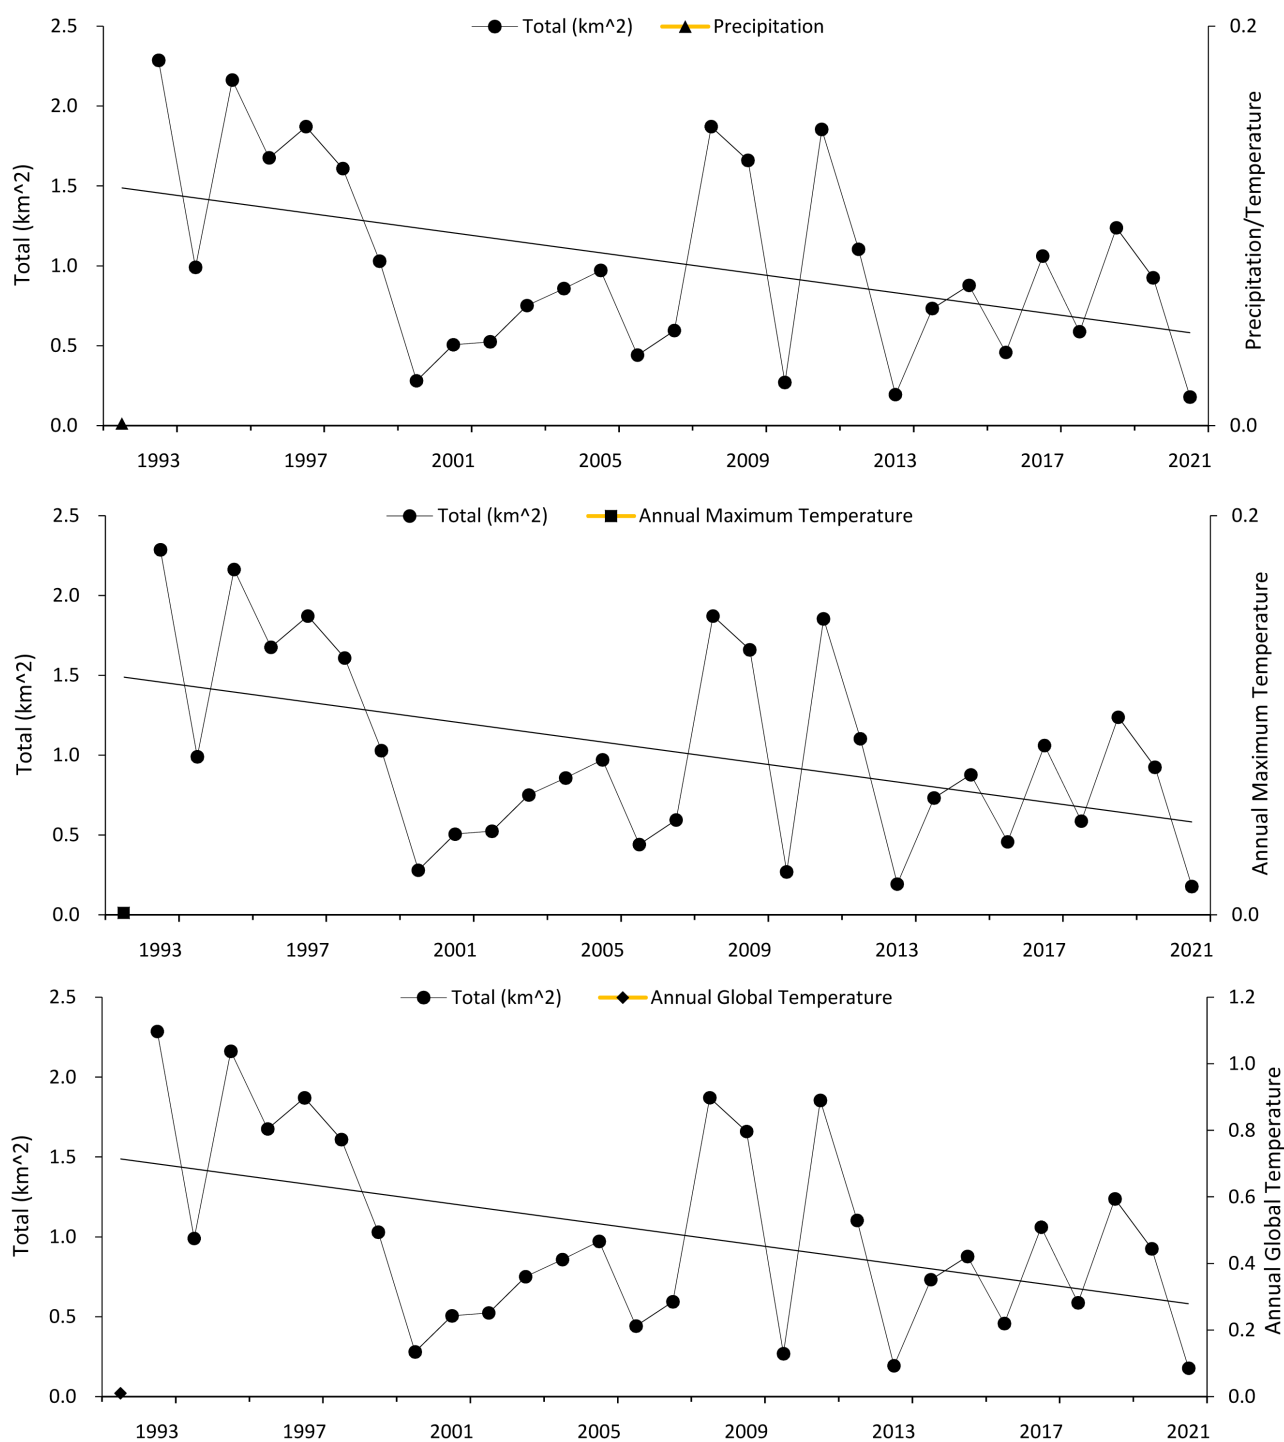 Total (km^2) Precipitation
2.5 0.2
2.0
1.5
1.0
0.5
0.0 0.0
Total (km^2)
Precipitation/Temperature
1993 1997 2001 2005 2009 2013 2017 2021
Total (km^2) Annual Maximum Temperature
2.5 0.2
2.0
1.5
1.0
0.5
0.0 0.0
Total (km^2)
Annual Maximum Temperature
1993 1997 2001 2005 2009 2013 2017 2021
Total (km^2) Annual Global Temperature
2.5 1.2
2.0 1.0
1.5 0.8
1.0 0.6
0.5 0.4
0.0 0.2
0.0
Total (km^2)
Annual Global Temperature
1993 1997 2001 2005 2009 2013 2017 2021